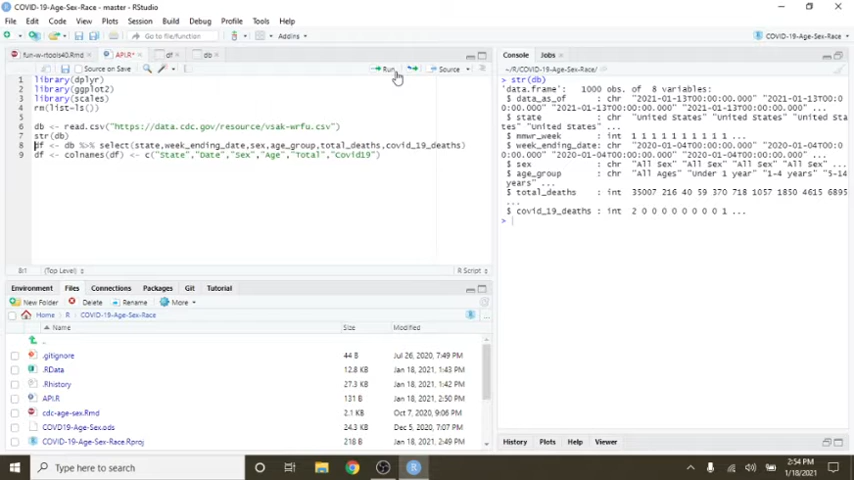 COVID-19-Age-Sex-Race - master - RStudio
File Edit Code View Plots Session Build Debug Profile Tools Help
Go to file/function Addins COVID-19-Age-Sex-Race
fun-w-rtools40.Rmd API.R* df db
Source on Save Run Source
1 library(dplyr)
2 library(ggplot2)
3 library(scales)
4 rm(list=ls())
5
6 db <- read.csv("https://data.cdc.gov/resource/vsak-wrfu.csv")
7 str(db)
8 df <- db %>% select(state,week_ending_date,sex,age_group,total_deaths,covid_19_deaths)
9 df <- colnames(df) <- c("State","Date","Sex","Age","Total","Covid19")
8:1 (Top Level) R Script
Environment Files Connections Packages Git Tutorial
New Folder Delete Rename More
Home R COVID-19-Age-Sex-Race
Name Size Modified
..
.gitignore 44 B Jul 26, 2020, 7:49 PM
.RData 12.8 KB Jan 18, 2021, 1:43 PM
.Rhistory 27.3 KB Jan 18, 2021, 1:42 PM
API.R 131 B Jan 18, 2021, 2:50 PM
cdc-age-sex.Rmd 2.1 KB Oct 7, 2020, 9:06 PM
COVD19-Age-Sex.ods 24.3 KB Dec 5, 2020, 7:07 PM
COVID-19-Age-Sex-Race.Rproj 218 B Jan 18, 2021, 2:49 PM
Console Jobs
~/R/COVID-19-Age-Sex-Race/
> str(db)
'data.frame': 1000 obs. of 8 variables:
$ data_as_of : chr "2021-01-13T00:00:00.000" "2021-01-13T00:0
0:00.000" "2021-01-13T00:00:00.000" "2021-01-13T00:00:00.000" ...
$ state : chr "United States" "United States" "United Sta
tes" "United States" ...
$ mmwr_week : int 1 1 1 1 1 1 1 1 1 1 ...
$ week_ending_date: chr "2020-01-04T00:00:00.000" "2020-01-04T00:0
0:00.000" "2020-01-04T00:00:00.000" "2020-01-04T00:00:00.000" ...
$ sex : chr "All Sex" "All Sex" "All Sex" "All Sex" ...
$ age_group : chr "All Ages" "Under 1 year" "1-4 years" "5-14
years" ...
$ total_deaths : int 35007 216 40 59 370 718 1057 1850 4615 6895
...
$ covid_19_deaths : int 2 0 0 0 0 0 0 0 0 1 ...
>
History Plots Help Viewer
Type here to search
2:54 PM
1/18/2021